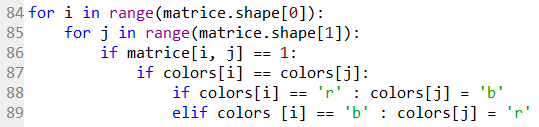 84 for i in range(matrice.shape[0]):
85     for j in range(matrice.shape[1]):
86         if matrice[i, j] == 1:
87             if colors[i] == colors[j]:
88                 if colors[i] == 'r' : colors[j] = 'b'
89                 elif colors [i] == 'b' : colors[j] = 'r'